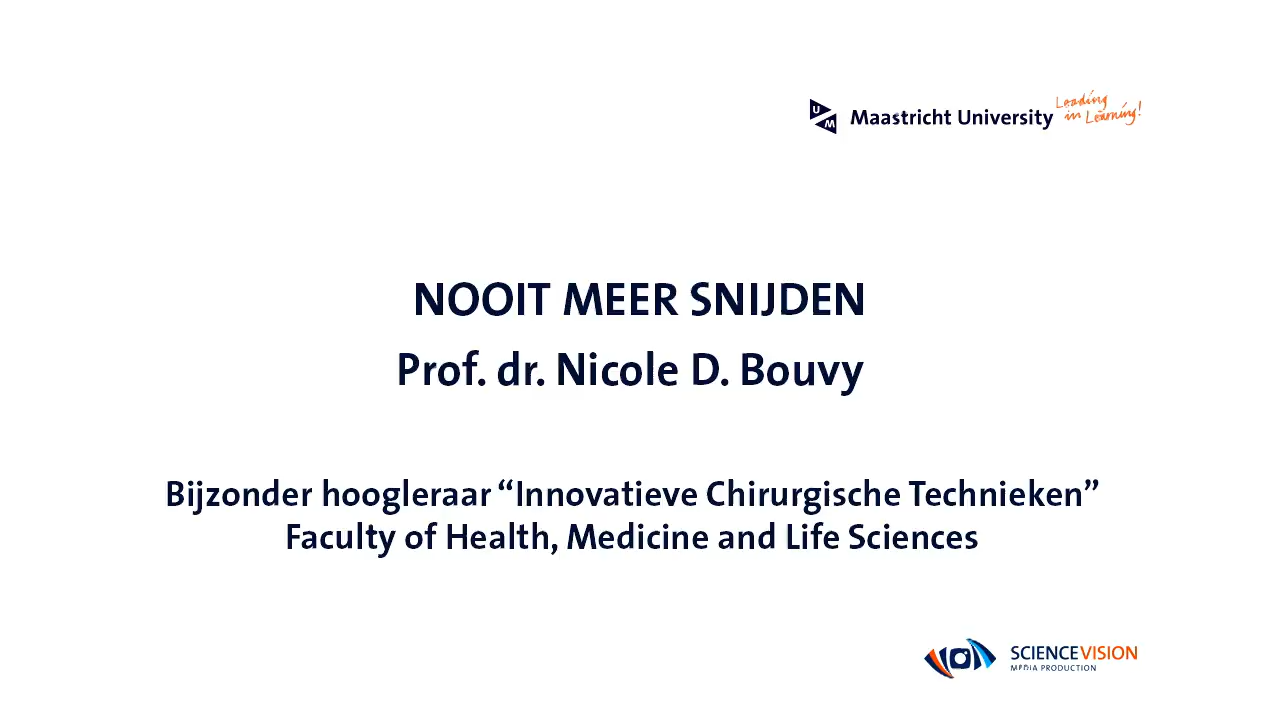 UM Maastricht University Leading
in Learning!
NOOIT MEER SNIJDEN
Prof. dr. Nicole D. Bouvy
Bijzonder hoogleraar “Innovatieve Chirurgische Technieken”
Faculty of Health, Medicine and Life Sciences
SCIENCEVISION
MEDIA PRODUCTION